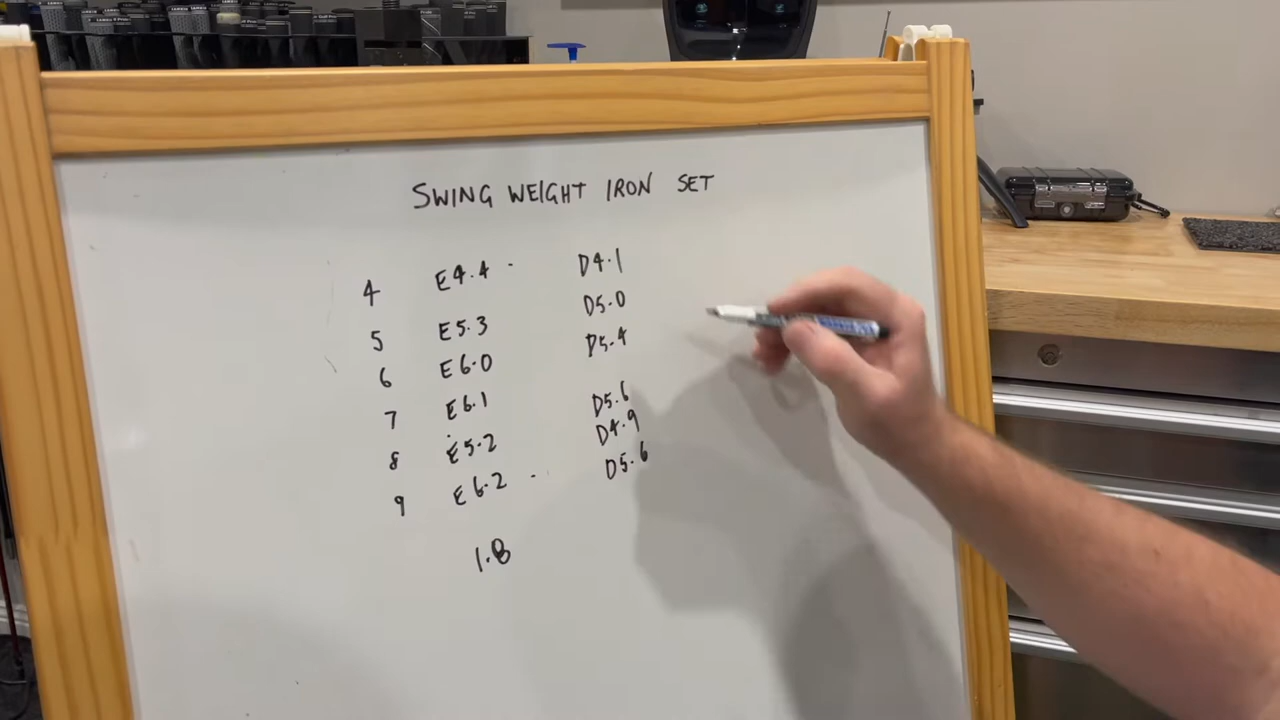 SWING WEIGHT IRON SET
4 E4.4 - D4.1
5 E5.3 D5.0
6 E6.0 D5.4
7 E6.1 D5.6
8 E5.2 D4.9
9 E6.2 - D5.6
1.8